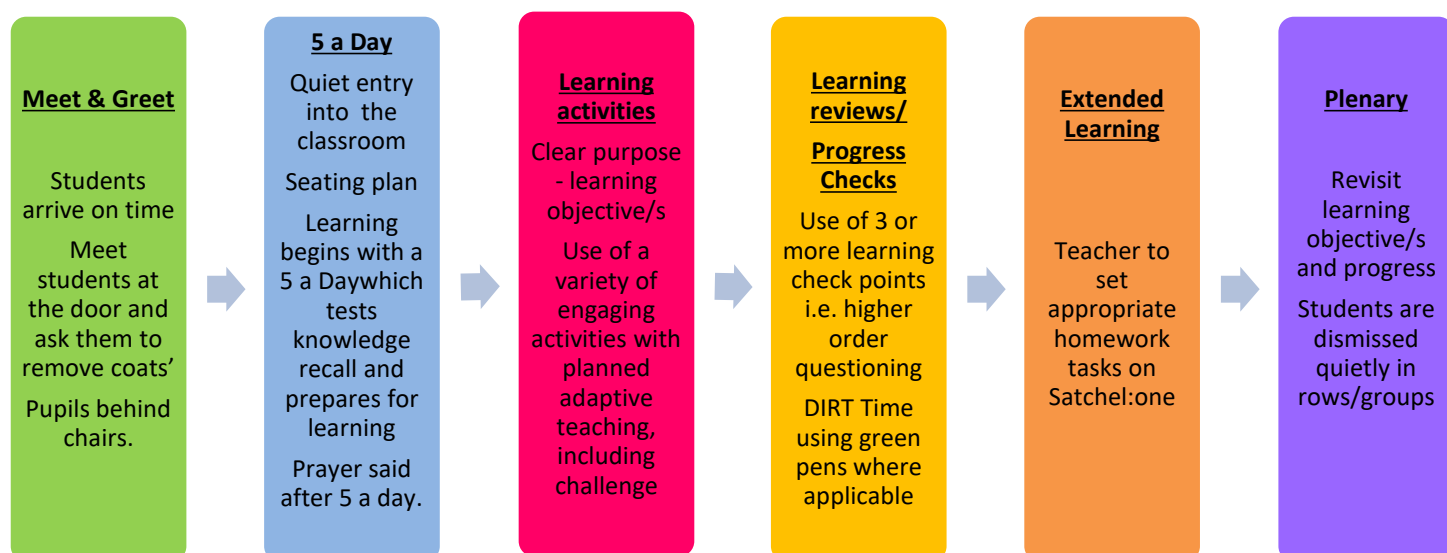 Meet & Greet
Students
arrive on time
Meet
students at
the door and
ask them to
remove coats’
Pupils behind
chairs.
5 a Day
Quiet entry
into the
classroom
Seating plan
Learning
begins with a
5 a Daywhich
tests
knowledge
recall and
prepares for
learning
Prayer said
after 5 a day.
Learning
activities
Clear purpose
- learning
objective/s
Use of a
variety of
engaging
activities with
planned
adaptive
teaching,
including
challenge
Learning
reviews/
Progress
Checks
Use of 3 or
more learning
check points
i.e. higher
order
questioning
DIRT Time
using green
pens where
applicable
Extended
Learning
Teacher to
set
appropriate
homework
tasks on
Satchel:one
Plenary
Revisit
learning
objective/s
and progress
Students are
dismissed
quietly in
rows/groups